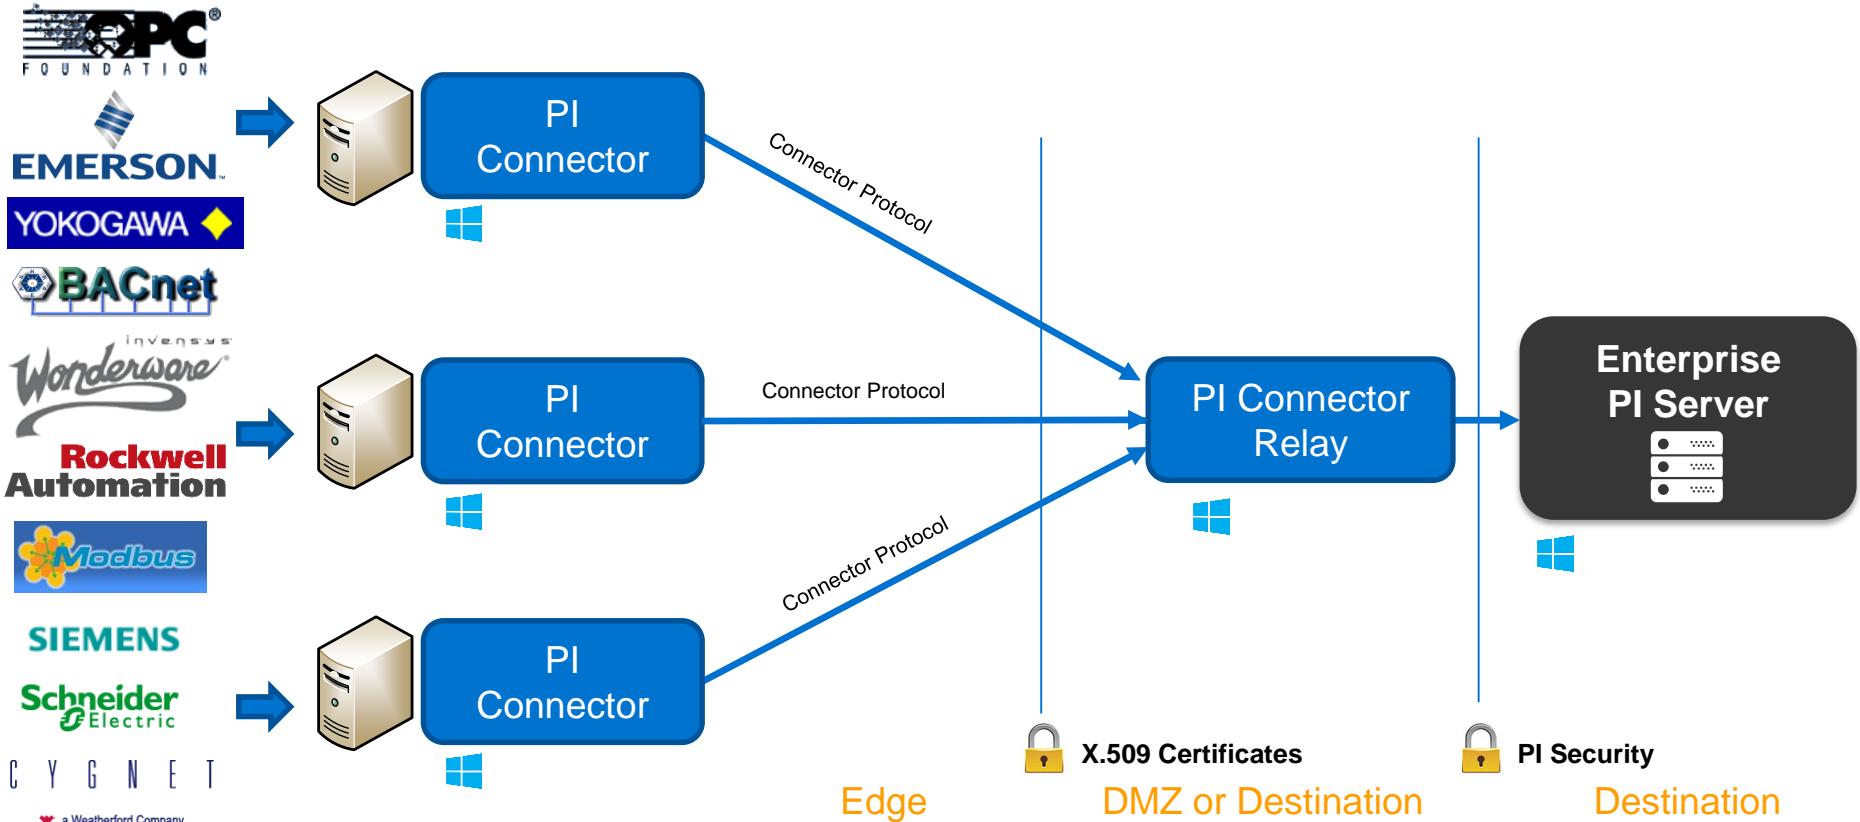 OPC®
FOUNDATION
EMERSON™
YOKOGAWA
BACnet
invensys
Wonderware®
Rockwell
Automation
Modbus
SIEMENS
Schneider
Electric
CYGNET
a Weatherford Company
PI
Connector
PI
Connector
PI
Connector
Connector Protocol
Connector Protocol
Connector Protocol
PI Connector
Relay
Enterprise
PI Server
X.509 Certificates
PI Security
Edge
DMZ or Destination
Destination